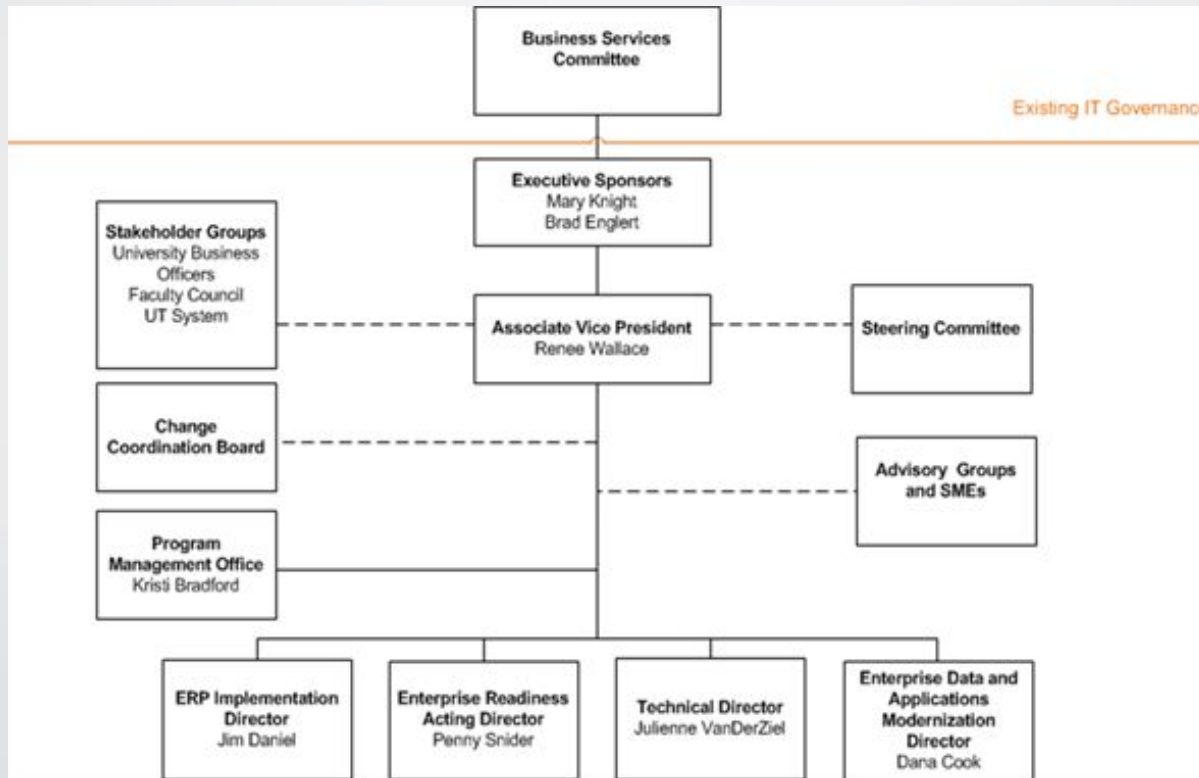 Business Services
Committee
Existing IT Governanc
Executive Sponsors
Mary Knight
Brad Englert
Stakeholder Groups
University Business
Officers
Faculty Council
UT System
Associate Vice President
Renee Wallace
Steering Committee
Change
Coordination Board
Advisory Groups
and SMEs
Program
Management Office
Kristi Bradford
ERP Implementation
Director
Jim Daniel
Enterprise Readiness
Acting Director
Penny Snider
Technical Director
Julienne VanDerZiel
Enterprise Data and
Applications
Modernization
Director
Dana Cook